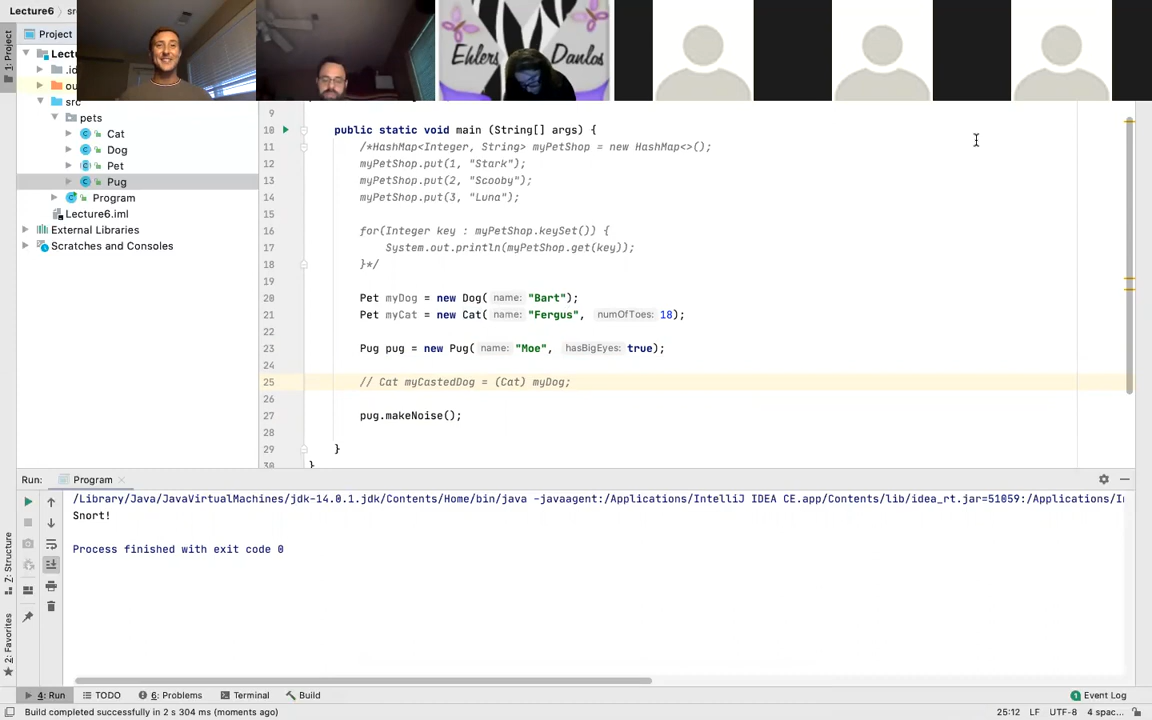 Lecture6
Project
1: Project
.id
src
pets
Cat
Dog
Pet
Pug
Program
Lecture6.iml
External Libraries
Scratches and Consoles
Ehlers Danlos
9
10 public static void main (String[] args) {
11 /*HashMap<Integer, String> myPetShop = new HashMap<>();
12 myPetShop.put(1, "Stark");
13 myPetShop.put(2, "Scooby");
14 myPetShop.put(3, "Luna");
15
16 for(Integer key : myPetShop.keySet()) {
17 System.out.println(myPetShop.get(key));
18 }*/
19
20 Pet myDog = new Dog( name: "Bart");
21 Pet myCat = new Cat( name: "Fergus", numOfToes: 18);
22
23 Pug pug = new Pug( name: "Moe", hasBigEyes: true);
24
25 // Cat myCastedDog = (Cat) myDog;
26
27 pug.makeNoise();
28
29 }
30 }
Run: Program
/Library/Java/JavaVirtualMachines/jdk-14.0.1.jdk/Contents/Home/bin/java -javaagent:/Applications/IntelliJ IDEA CE.app/Contents/lib/idea_rt.jar=51059:/Applications/
Snort!
Process finished with exit code 0
Z: Structure
2: Favorites
4: Run TODO 6: Problems Terminal Build 1 Event Log
Build completed successfully in 2 s 304 ms (moments ago) 25:12 LF UTF-8 4 spac...